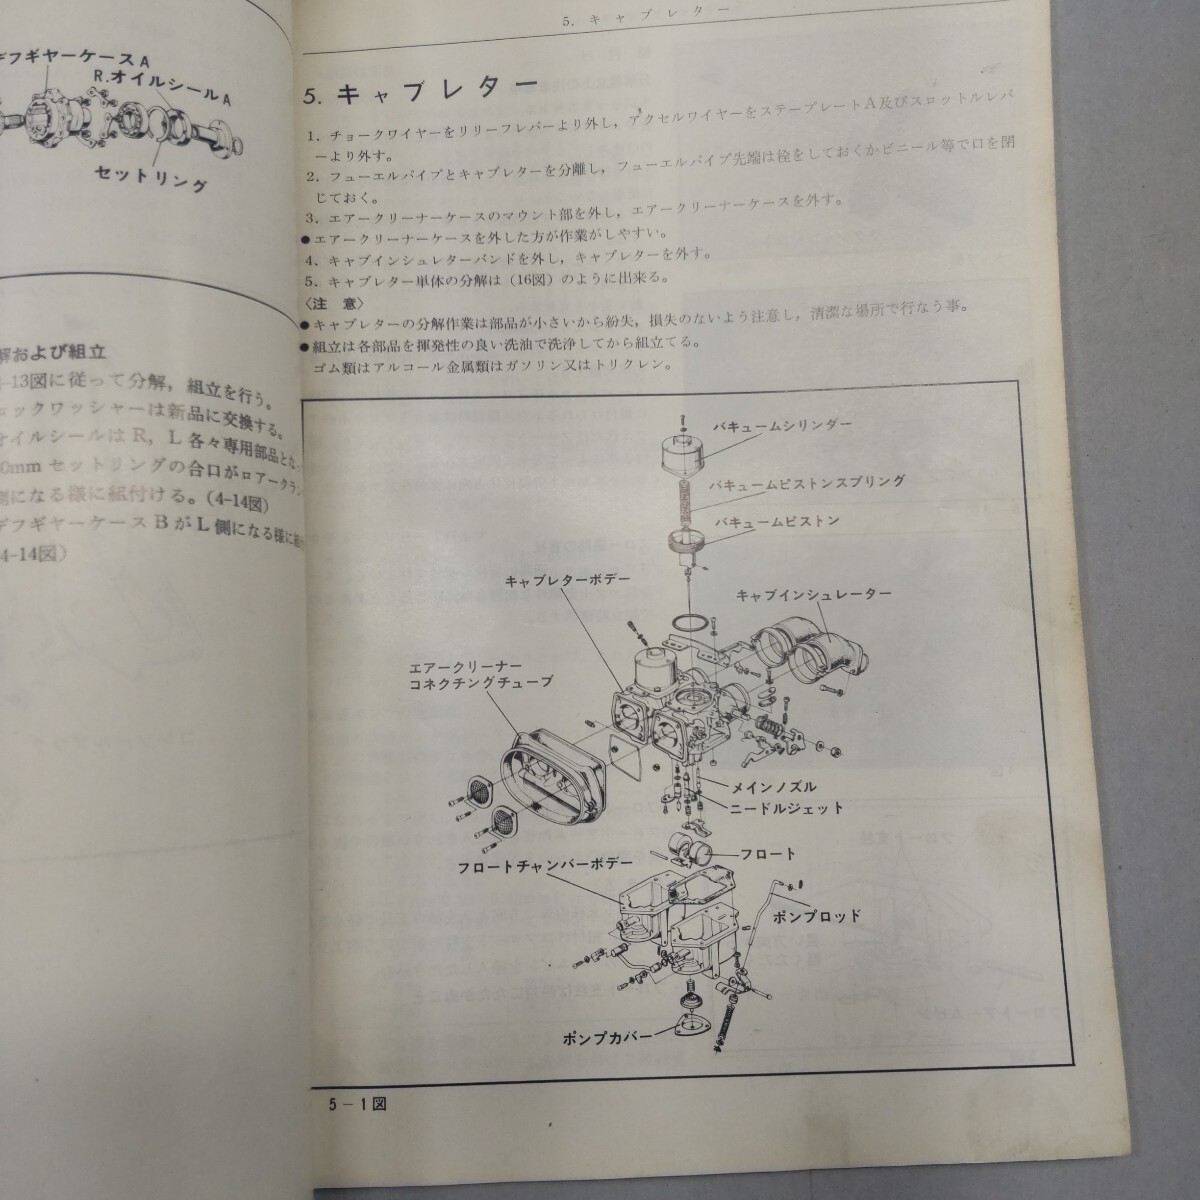 デフギヤーケースA
R.オイルシールA
セットリング
解および組立
4-13図に従って分解，組立を行う。
ロックワッシャーは新品に交換する。
オイルシールはR，L各々専用部品となっ
0mmセットリングの合口がロアークラン
側になる様に組付ける。(4-14図)
デフギヤーケースBがL側になる様に組
4-14図)
5. キャブレター
5. キャブレター
1. チョークワイヤーをリリーフレバーより外し，アクセルワイヤーをステープレートA及びスロットルレバ
ーより外す。
2. フューエルパイプとキャブレターを分離し，フューエルパイプ先端は栓をしておくかビニール等で口を閉
じておく。
3. エアークリーナーケースのマウント部を外し，エアークリーナーケースを外す。
●エアークリーナーケースを外した方が作業がしやすい。
4. キャブインシュレターバンドを外し，キャブレターを外す。
5. キャブレター単体の分解は(16図)のように出来る。
〈注　意〉
●キャブレターの分解作業は部品が小さいから紛失，損失のないよう注意し，清潔な場所で行なう事。
●組立は各部品を揮発性の良い洗油で洗浄してから組立てる。
ゴム類はアルコール金属類はガソリン又はトリクレン。
バキュームシリンダー
バキュームピストンスプリング
バキュームピストン
キャブレターボデー
キャブインシュレーター
エアークリーナー
コネクチングチューブ
メインノズル
ニードルジェット
フロート
フロートチャンバーボデー
ポンプロッド
ポンプカバー
5－1図